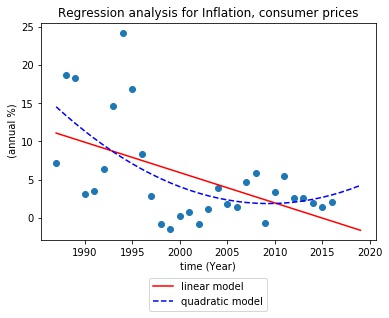 Regression analysis for Inflation, consumer prices
25
20
15
10
5
0
(annual %)
1990 1995 2000 2005 2010 2015 2020
time (Year)
linear model
quadratic model